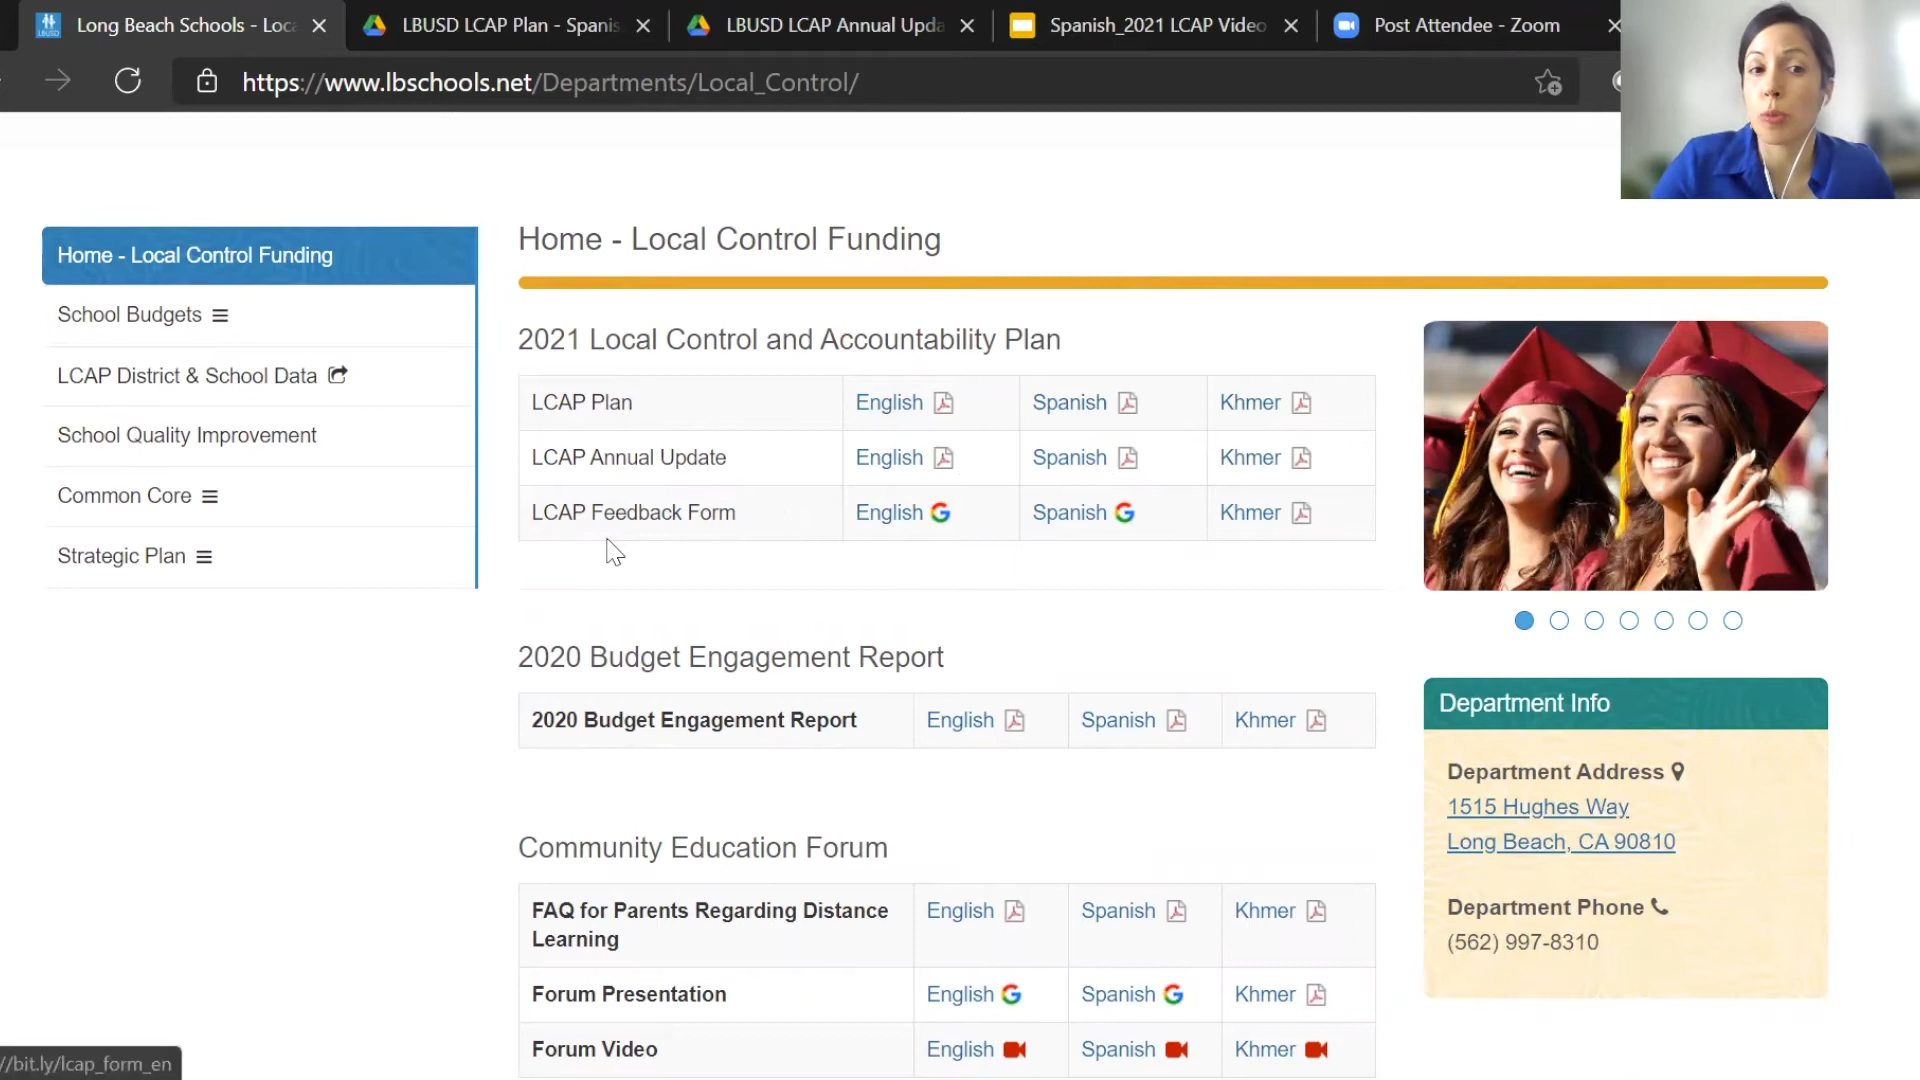 Long Beach Schools - Loca
LBUSD LCAP Plan - Spanis
LBUSD LCAP Annual Upda
Spanish_2021 LCAP Video
Post Attendee - Zoom
https://www.lbschools.net/Departments/Local_Control/
Home - Local Control Funding
School Budgets
LCAP District & School Data
School Quality Improvement
Common Core
Strategic Plan
Home - Local Control Funding
2021 Local Control and Accountability Plan
LCAP Plan English Spanish Khmer
LCAP Annual Update English Spanish Khmer
LCAP Feedback Form English Spanish Khmer
2020 Budget Engagement Report
2020 Budget Engagement Report English Spanish Khmer
Community Education Forum
FAQ for Parents Regarding Distance English Spanish Khmer
Learning
Forum Presentation English Spanish Khmer
Forum Video English Spanish Khmer
Department Info
Department Address
1515 Hughes Way
Long Beach, CA 90810
Department Phone
(562) 997-8310
//bit.ly/lcap_form_en